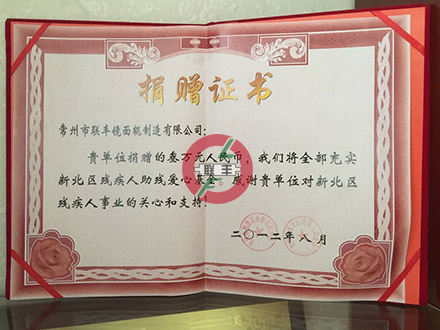 捐赠证书
常州市联丰镜面辊制造有限公司：
贵单位捐赠的叁万元人民币，我们将全部充实
新北区残疾人助残爱心基金。感谢贵单位对新北区
残疾人事业的关心和支持！
联丰
二〇一二年八月